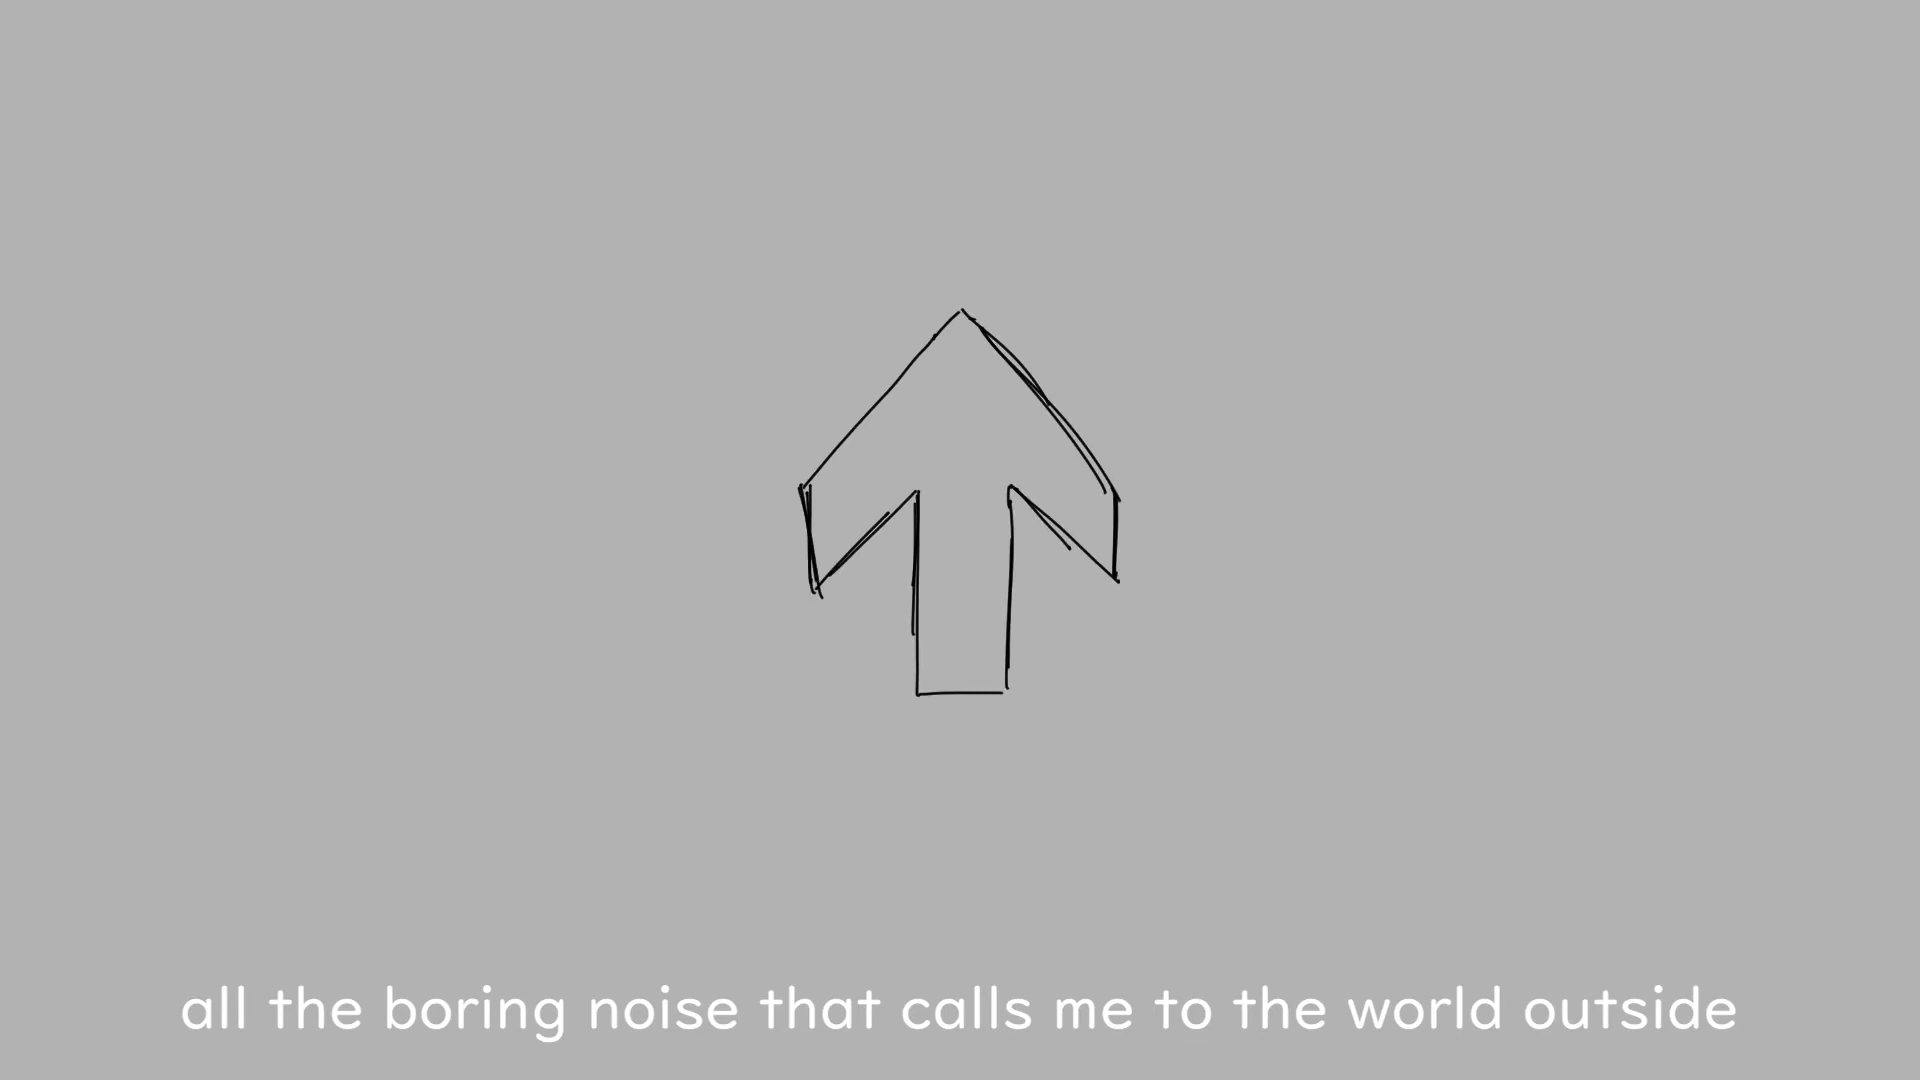 all the boring noise that calls me to the world outside